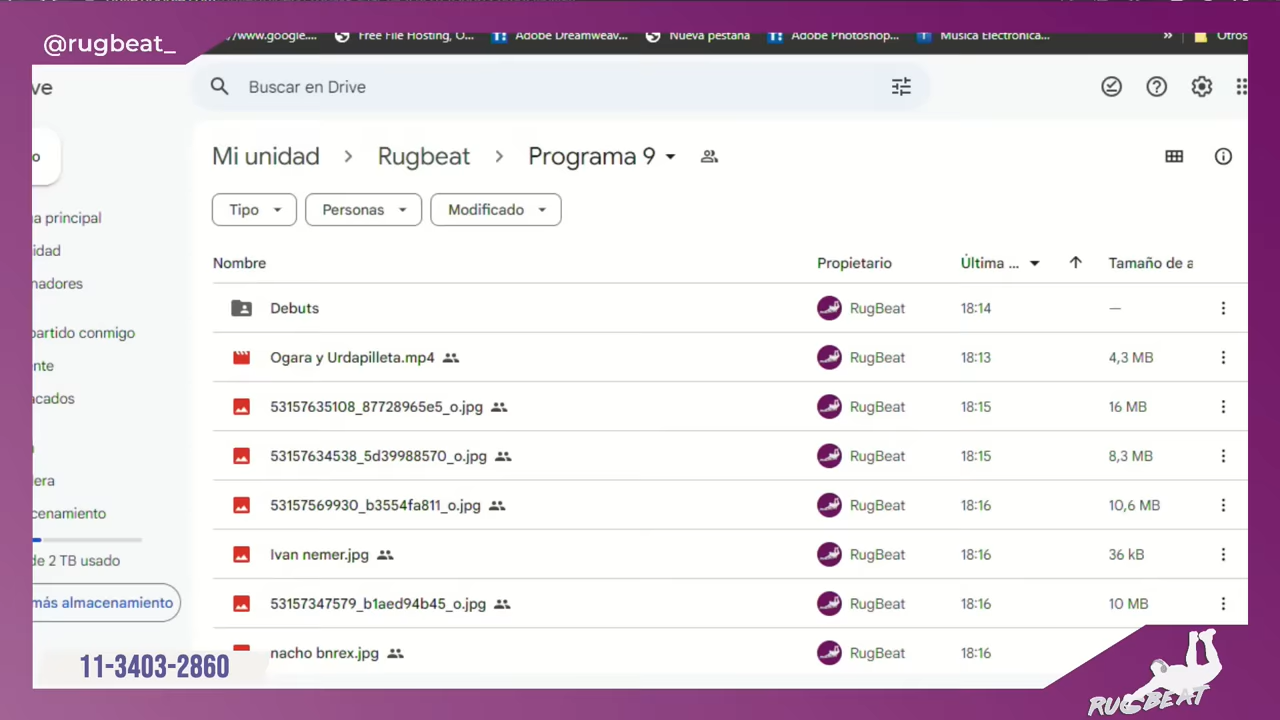 @rugbeat_
//www.google.... Free File Hosting, O... Adobe Dreamweav... Nueva pestaña Adobe Photoshop... Musica Electronica... » Otros
ve Buscar en Drive
o Mi unidad > Rugbeat > Programa 9
Tipo Personas Modificado
a principal
idad
nadores
partido conmigo
nte
acados
era
cenamiento
de 2 TB usado
más almacenamiento
Nombre Propietario Última ... Tamaño de a
Debuts RugBeat 18:14 —
Ogara y Urdapilleta.mp4 RugBeat 18:13 4,3 MB
53157635108_87728965e5_o.jpg RugBeat 18:15 16 MB
53157634538_5d39988570_o.jpg RugBeat 18:15 8,3 MB
53157569930_b3554fa811_o.jpg RugBeat 18:16 10,6 MB
Ivan nemer.jpg RugBeat 18:16 36 kB
53157347579_b1aed94b45_o.jpg RugBeat 18:16 10 MB
nacho bnrex.jpg RugBeat 18:16
11-3403-2860
RUGBEAT